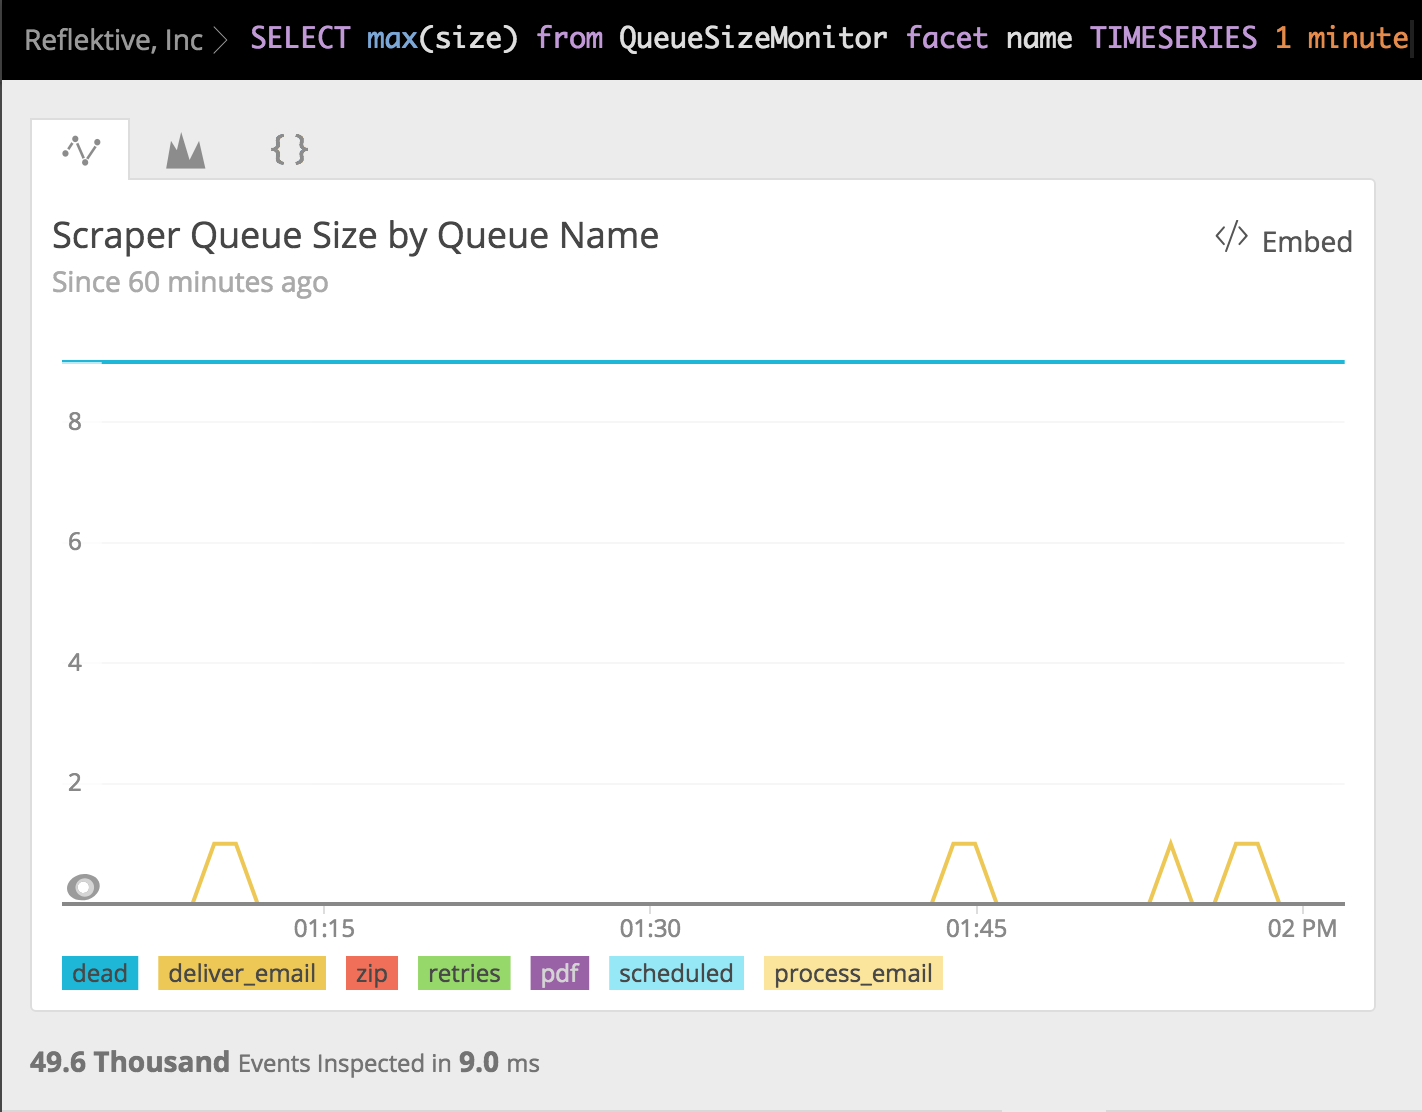 Reflektive, Inc > SELECT max(size) from QueueSizeMonitor facet name TIMESERIES 1 minute
{ }
Scraper Queue Size by Queue Name
</> Embed
Since 60 minutes ago
8
6
4
2
01:15 01:30 01:45 02 PM
dead deliver_email zip retries pdf scheduled process_email
49.6 Thousand Events Inspected in 9.0 ms